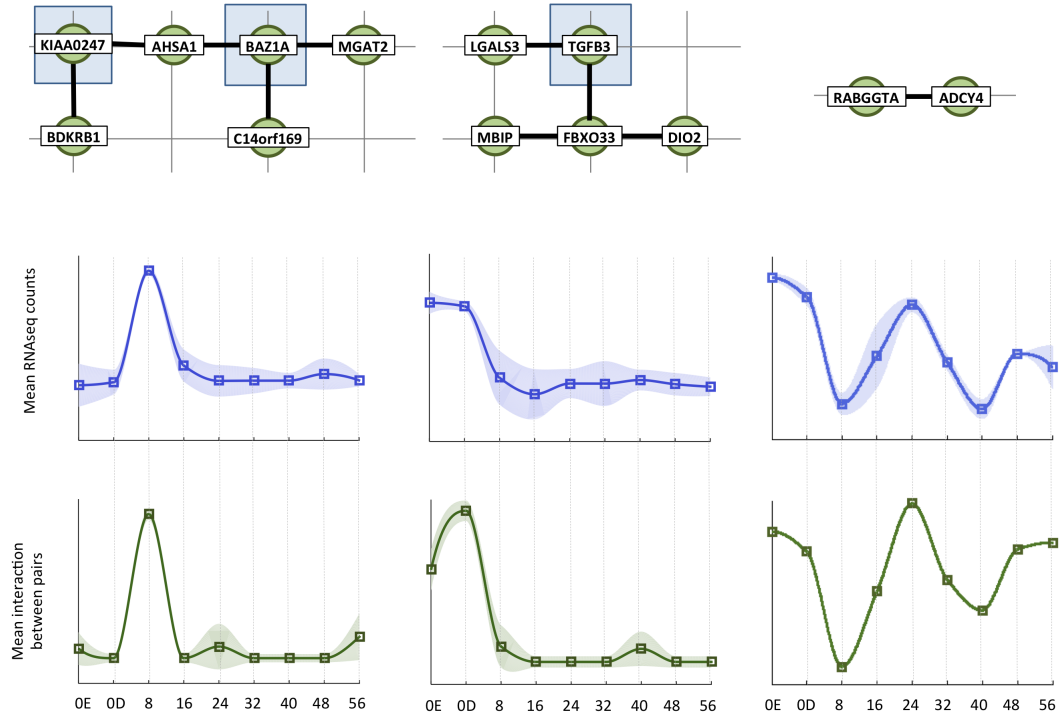 KIAA0247 AHSA1 BAZ1A MGAT2
BDKRB1 C14orf169
LGALS3 TGFB3
MBIP FBXO33 DIO2
RABGGTA ADCY4
Mean RNAseq counts
Mean interaction
between pairs
0E 0D 8 16 24 32 40 48 56
0E 0D 8 16 24 32 40 48 56
0E 0D 8 16 24 32 40 48 56